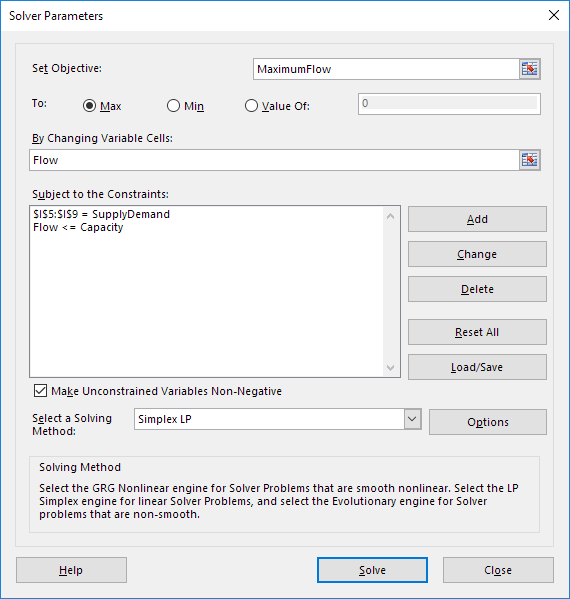 Solver Parameters
Set Objective:
MaximumFlow
To:
Max
Min
Value Of:
0
By Changing Variable Cells:
Flow
Subject to the Constraints:
$I$5:$I$9 = SupplyDemand
Flow <= Capacity
Add
Change
Delete
Reset All
Load/Save
Make Unconstrained Variables Non-Negative
Select a Solving
Method:
Simplex LP
Options
Solving Method
Select the GRG Nonlinear engine for Solver Problems that are smooth nonlinear. Select the LP
Simplex engine for linear Solver Problems, and select the Evolutionary engine for Solver
problems that are non-smooth.
Help
Solve
Close